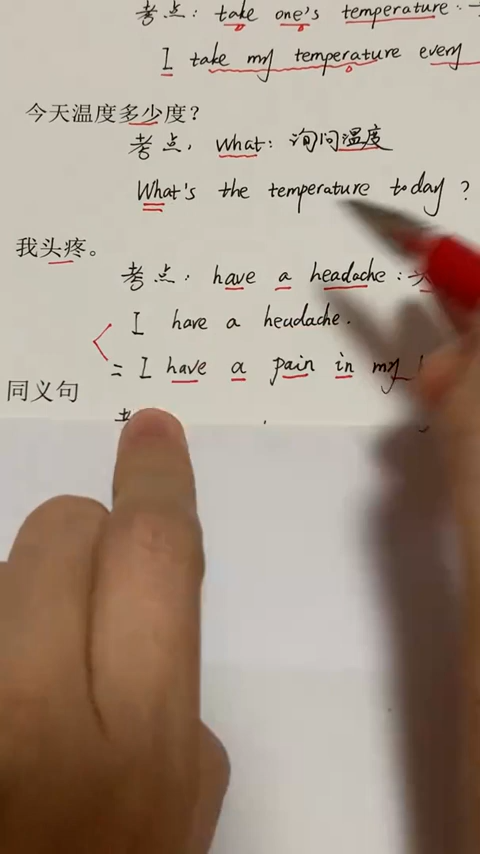 考点：take one's temperature：
I take my temperature every
今天温度多少度？
考点，what：询问温度
What's the temperature today?
我头疼。
考点：have a headache：头
I have a headache.
= I have a pain in my
同义句